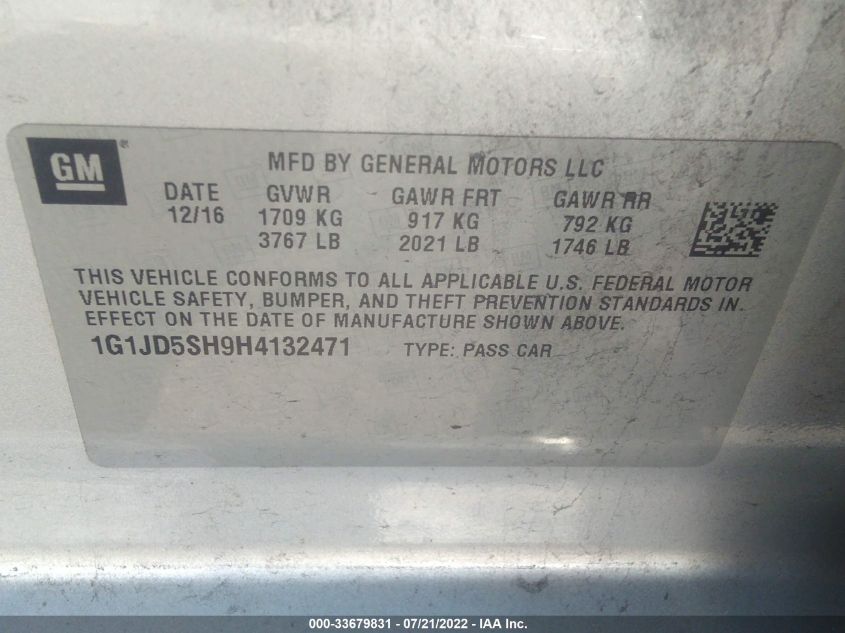 GM ®
MFD BY GENERAL MOTORS LLC
DATE GVWR GAWR FRT GAWR RR
12/16 1709 KG 917 KG 792 KG
3767 LB 2021 LB 1746 LB
THIS VEHICLE CONFORMS TO ALL APPLICABLE U.S. FEDERAL MOTOR
VEHICLE SAFETY, BUMPER, AND THEFT PREVENTION STANDARDS IN
EFFECT ON THE DATE OF MANUFACTURE SHOWN ABOVE.
1G1JD5SH9H4132471 TYPE: PASS CAR
000-33679831 - 07/21/2022 - IAA Inc.